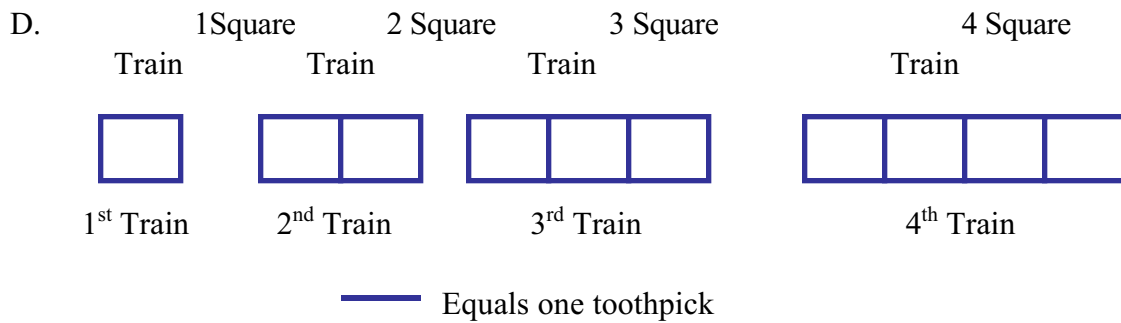 D. 1Square 2 Square 3 Square 4 Square
Train Train Train Train
1st Train 2nd Train 3rd Train 4th Train
Equals one toothpick